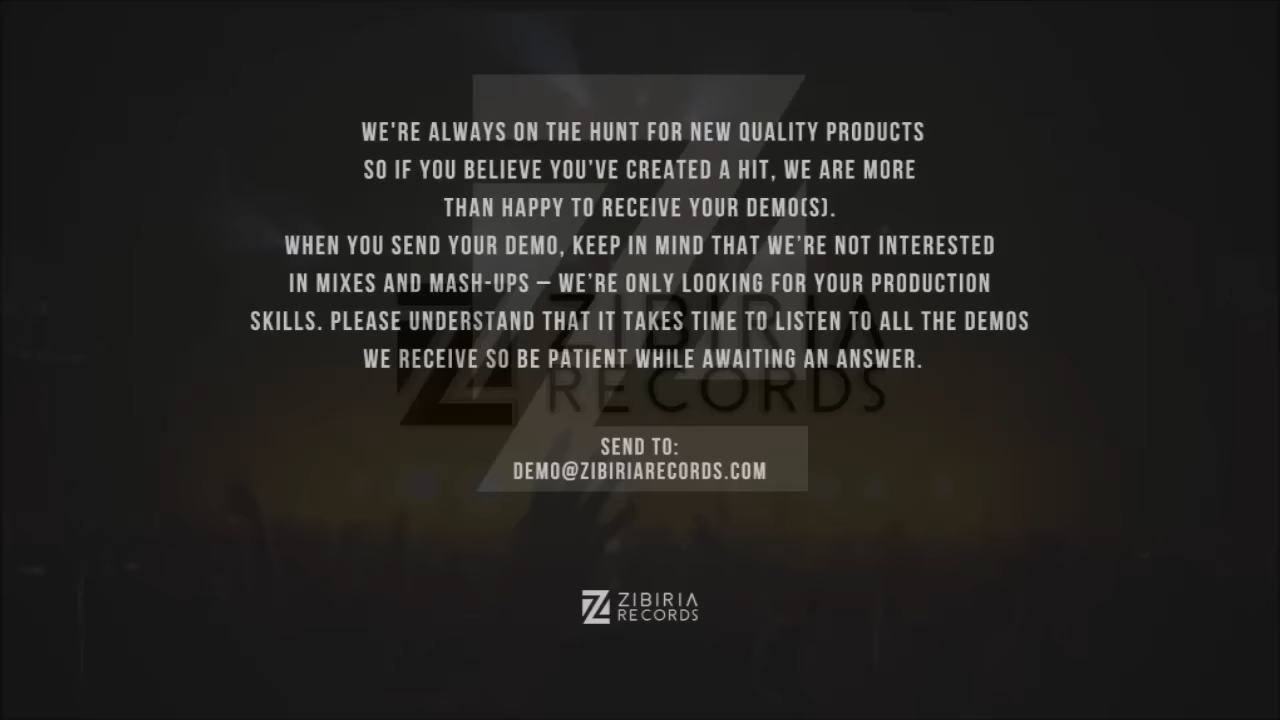 WE'RE ALWAYS ON THE HUNT FOR NEW QUALITY PRODUCTS
SO IF YOU BELIEVE YOU’VE CREATED A HIT, WE ARE MORE
THAN HAPPY TO RECEIVE YOUR DEMO(S).
WHEN YOU SEND YOUR DEMO, KEEP IN MIND THAT WE’RE NOT INTERESTED
IN MIXES AND MASH-UPS – WE’RE ONLY LOOKING FOR YOUR PRODUCTION
SKILLS. PLEASE UNDERSTAND THAT IT TAKES TIME TO LISTEN TO ALL THE DEMOS
WE RECEIVE SO BE PATIENT WHILE AWAITING AN ANSWER.
ZIBIRIA
RECORDS
SEND TO:
DEMO@ZIBIRIARECORDS.COM
ZIBIRIA
RECORDS